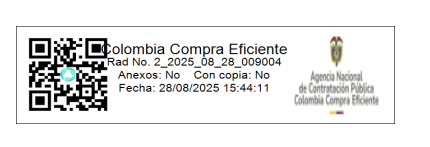 Colombia Compra Eficiente
Rad No. 2_2025_08_28_009004
Anexos: No Con copia: No
Fecha: 28/08/2025 15:44:11
Agencia Nacional
de Contratación Pública
Colombia Compra Eficiente